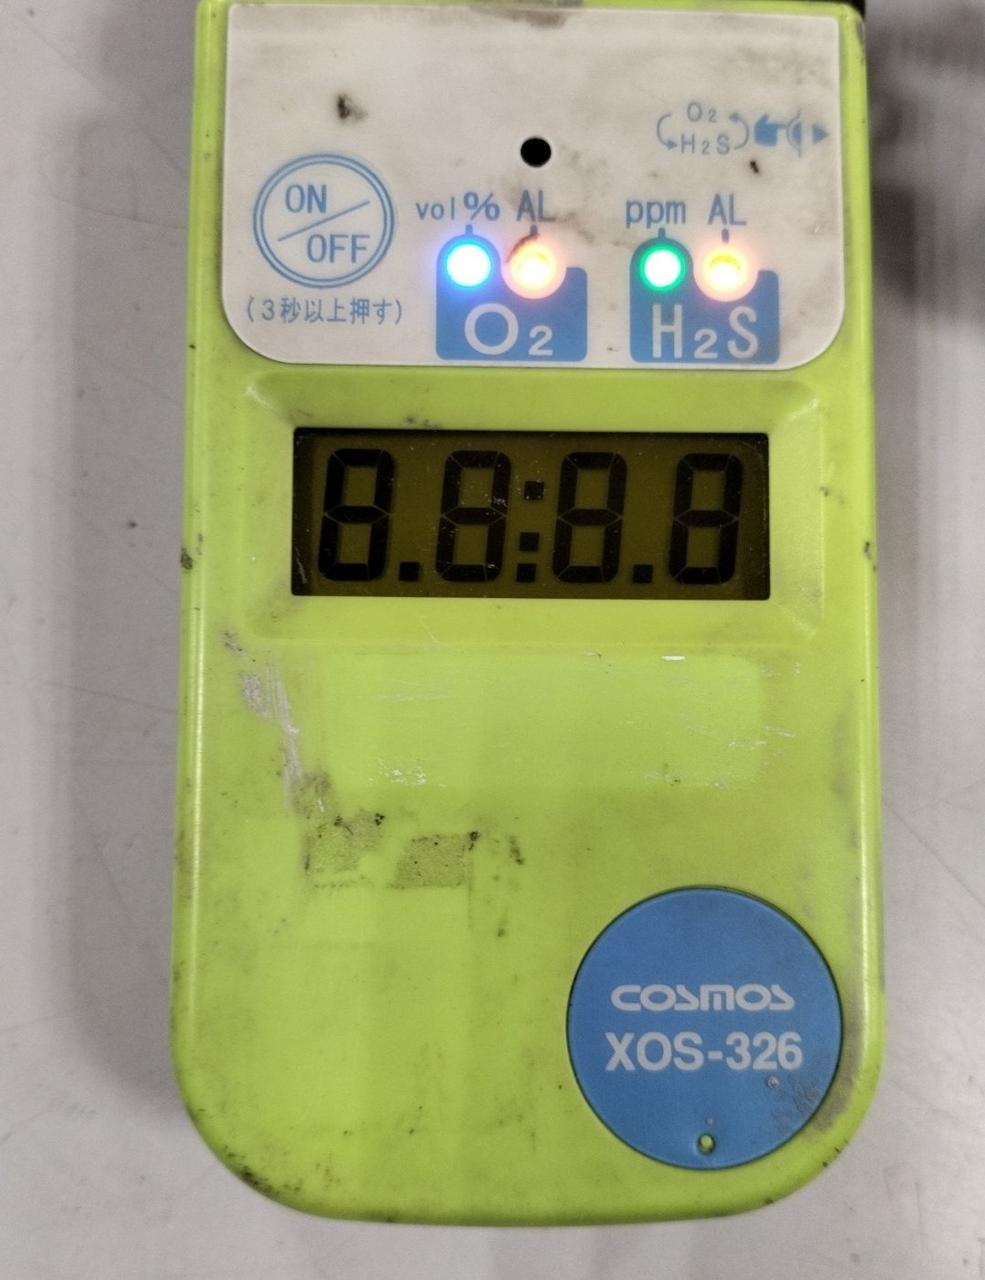 O₂
H₂S
ON
OFF
(3秒以上押す)
vol% AL
ppm AL
O₂
H₂S
8.8:8.8
COSMOS
XOS-326